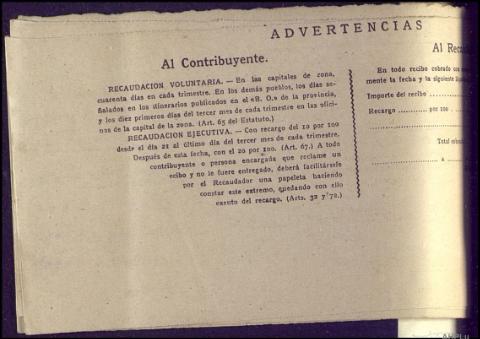 ADVERTENCIAS
Al Contribuyente.
RECAUDACION VOLUNTARIA. — En las capitales de zona,
cuarenta días en cada trimestre. En los demás pueblos, los días se-
ñalados en los itinerarios publicados en el «B. O.» de la provincia,
y los diez primeros días del tercer mes de cada trimestre en las ofici-
nas de la capital de la zona. (Art. 65 del Estatuto.)
RECAUDACION EJECUTIVA. — Con recargo del 10 por 100
desde el día 21 al último día del tercer mes de cada trimestre.
Después de esta fecha, con el 20 por 100. (Art. 67.) A todo
contribuyente o persona encargada que reclame un
ecibo y no le fuere entregado, deberá facilitársele
por el Recaudador una papeleta haciendo
constar este extremo, quedando con ello
exento del recargo. (Arts. 32 y 72.)
Al Reca
En todo recibo cobrado con
mente la fecha y la siguiente
Importe del recibo
Recargo por 100
Total
a